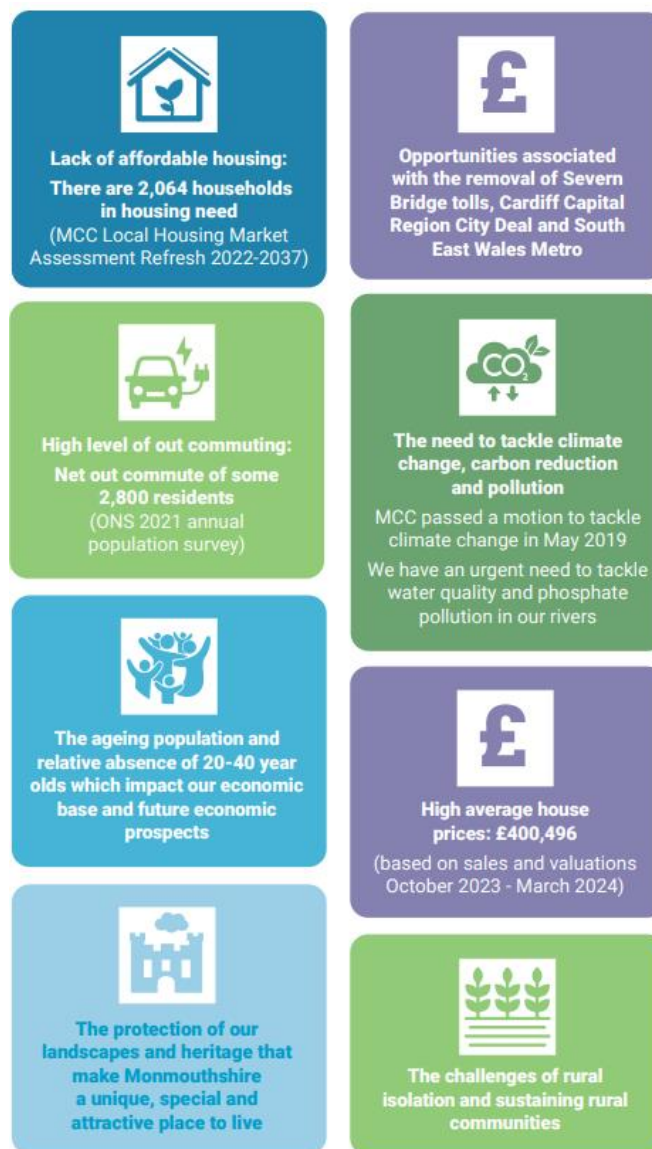 Lack of affordable housing:
There are 2,064 households
in housing need
(MCC Local Housing Market
Assessment Refresh 2022-2037)
£
Opportunities associated
with the removal of Severn
Bridge tolls, Cardiff Capital
Region City Deal and South
East Wales Metro
High level of out commuting:
Net out commute of some
2,800 residents
(ONS 2021 annual
population survey)
CO2
The need to tackle climate
change, carbon reduction
and pollution
MCC passed a motion to tackle
climate change in May 2019
We have an urgent need to tackle
water quality and phosphate
pollution in our rivers
The ageing population and
relative absence of 20-40 year
olds which impact our economic
base and future economic
prospects
£
High average house
prices: £400,496
(based on sales and valuations
October 2023 - March 2024)
The protection of our
landscapes and heritage that
make Monmouthshire
a unique, special and
attractive place to live
The challenges of rural
isolation and sustaining rural
communities